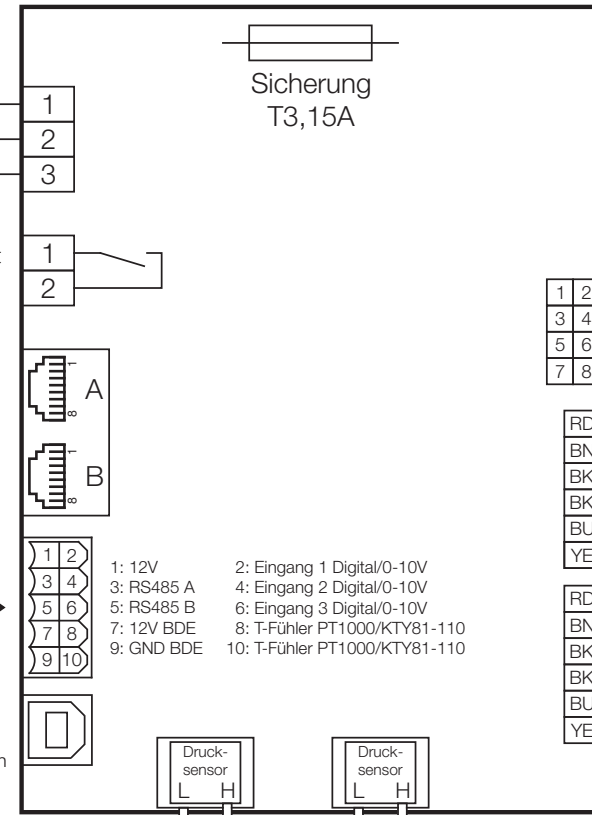 Sicherung
T3,15A
1
2
3
1
2
1 8 A
1 8 B
1 2
3 4
5 6
7 8
9 10
1: 12V 2: Eingang 1 Digital/0-10V
3: RS485 A 4: Eingang 2 Digital/0-10V
5: RS485 B 6: Eingang 3 Digital/0-10V
7: 12V BDE 8: T-Fühler PT1000/KTY81-110
9: GND BDE 10: T-Fühler PT1000/KTY81-110
Druck-
sensor
L H
Druck-
sensor
L H
1 2
3 4
5 6
7 8
RD
BN
BK
BK
BU
YE
RD
BN
BK
BK
BU
YE